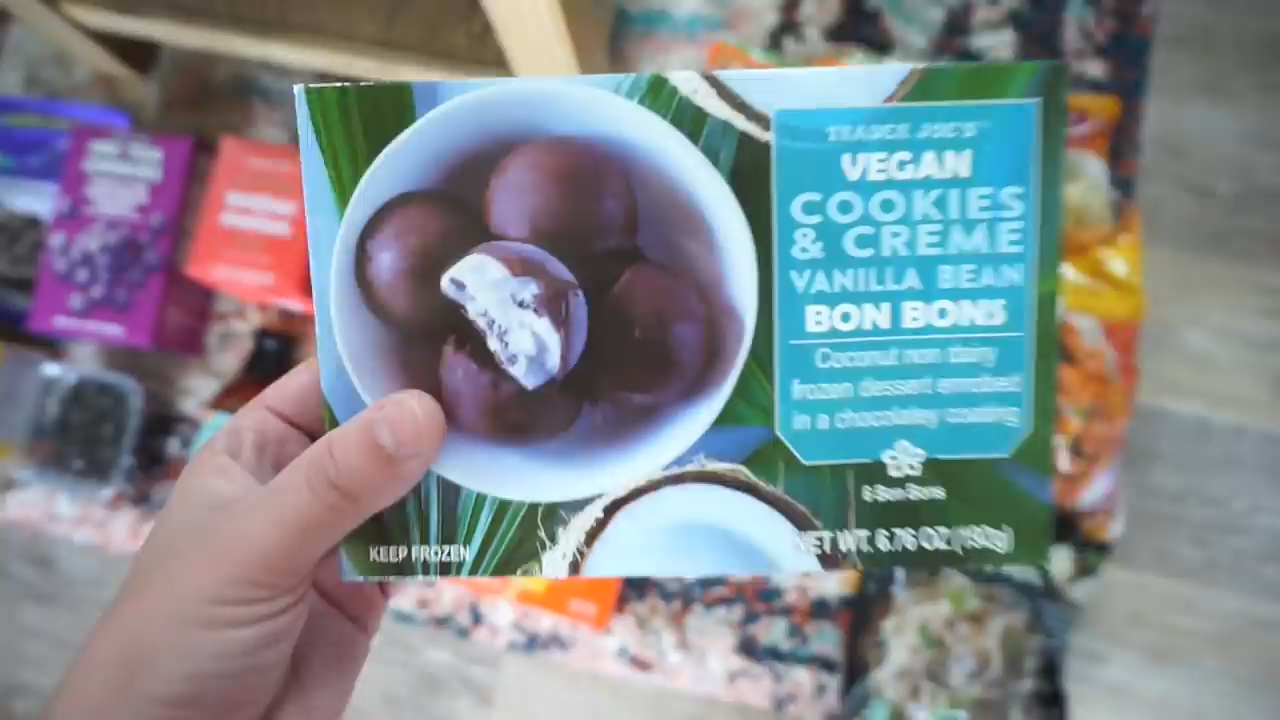 TRADER JOE'S
VEGAN
COOKIES
& CREME
VANILLA BEAN
BON BONS
Coconut non dairy
frozen dessert enrobed
in a chocolatey coating
6 Bon Bons
NET WT. 6.76 OZ (192g)
KEEP FROZEN